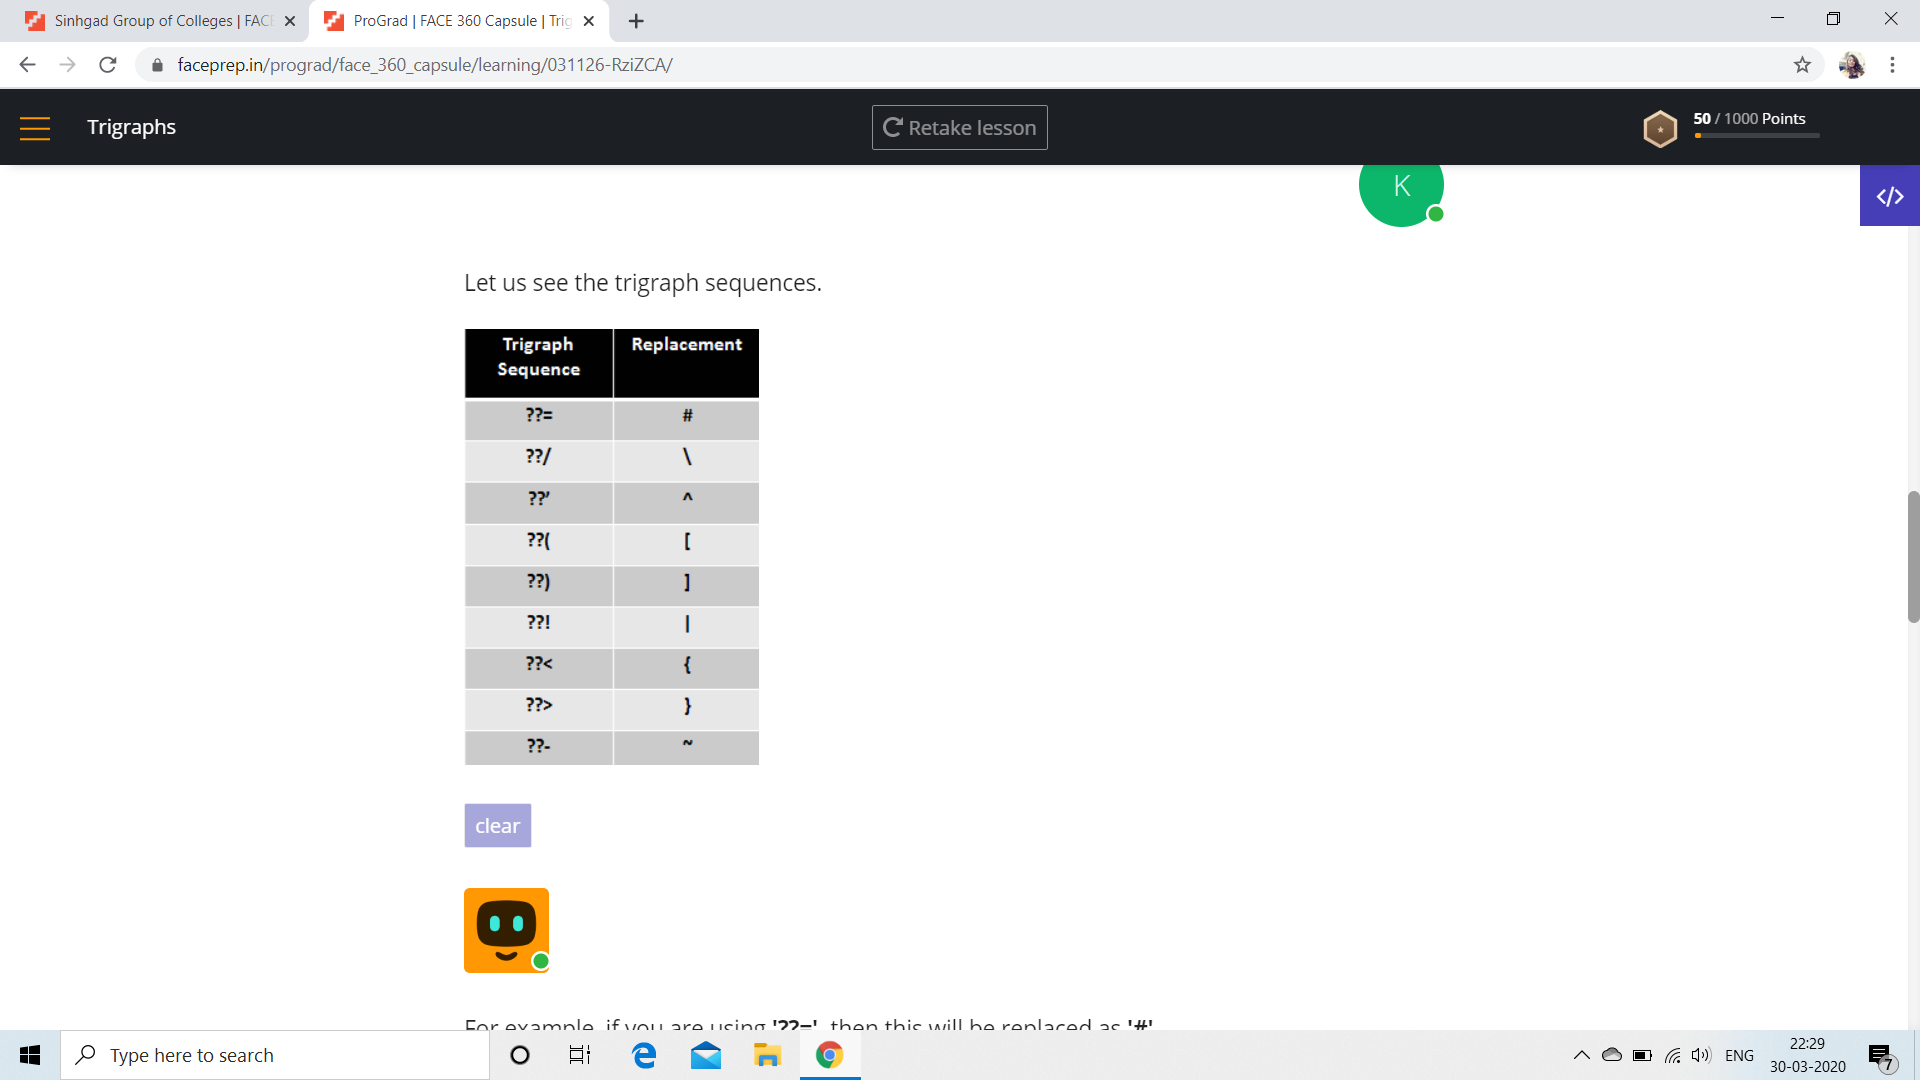 Sinhgad Group of Colleges | FACE
ProGrad | FACE 360 Capsule | Trig
faceprep.in/prograd/face_360_capsule/learning/031126-RziZCA/
Trigraphs
Retake lesson
50 / 1000 Points
K
</>
Let us see the trigraph sequences.
Trigraph Sequence Replacement
??= #
??/ \
??' ^
??( [
??) ]
??! |
??< {
??> }
??- ~
clear
For example, if you are using '??=', then this will be replaced as '#'
Type here to search
ENG
22:29
30-03-2020
7